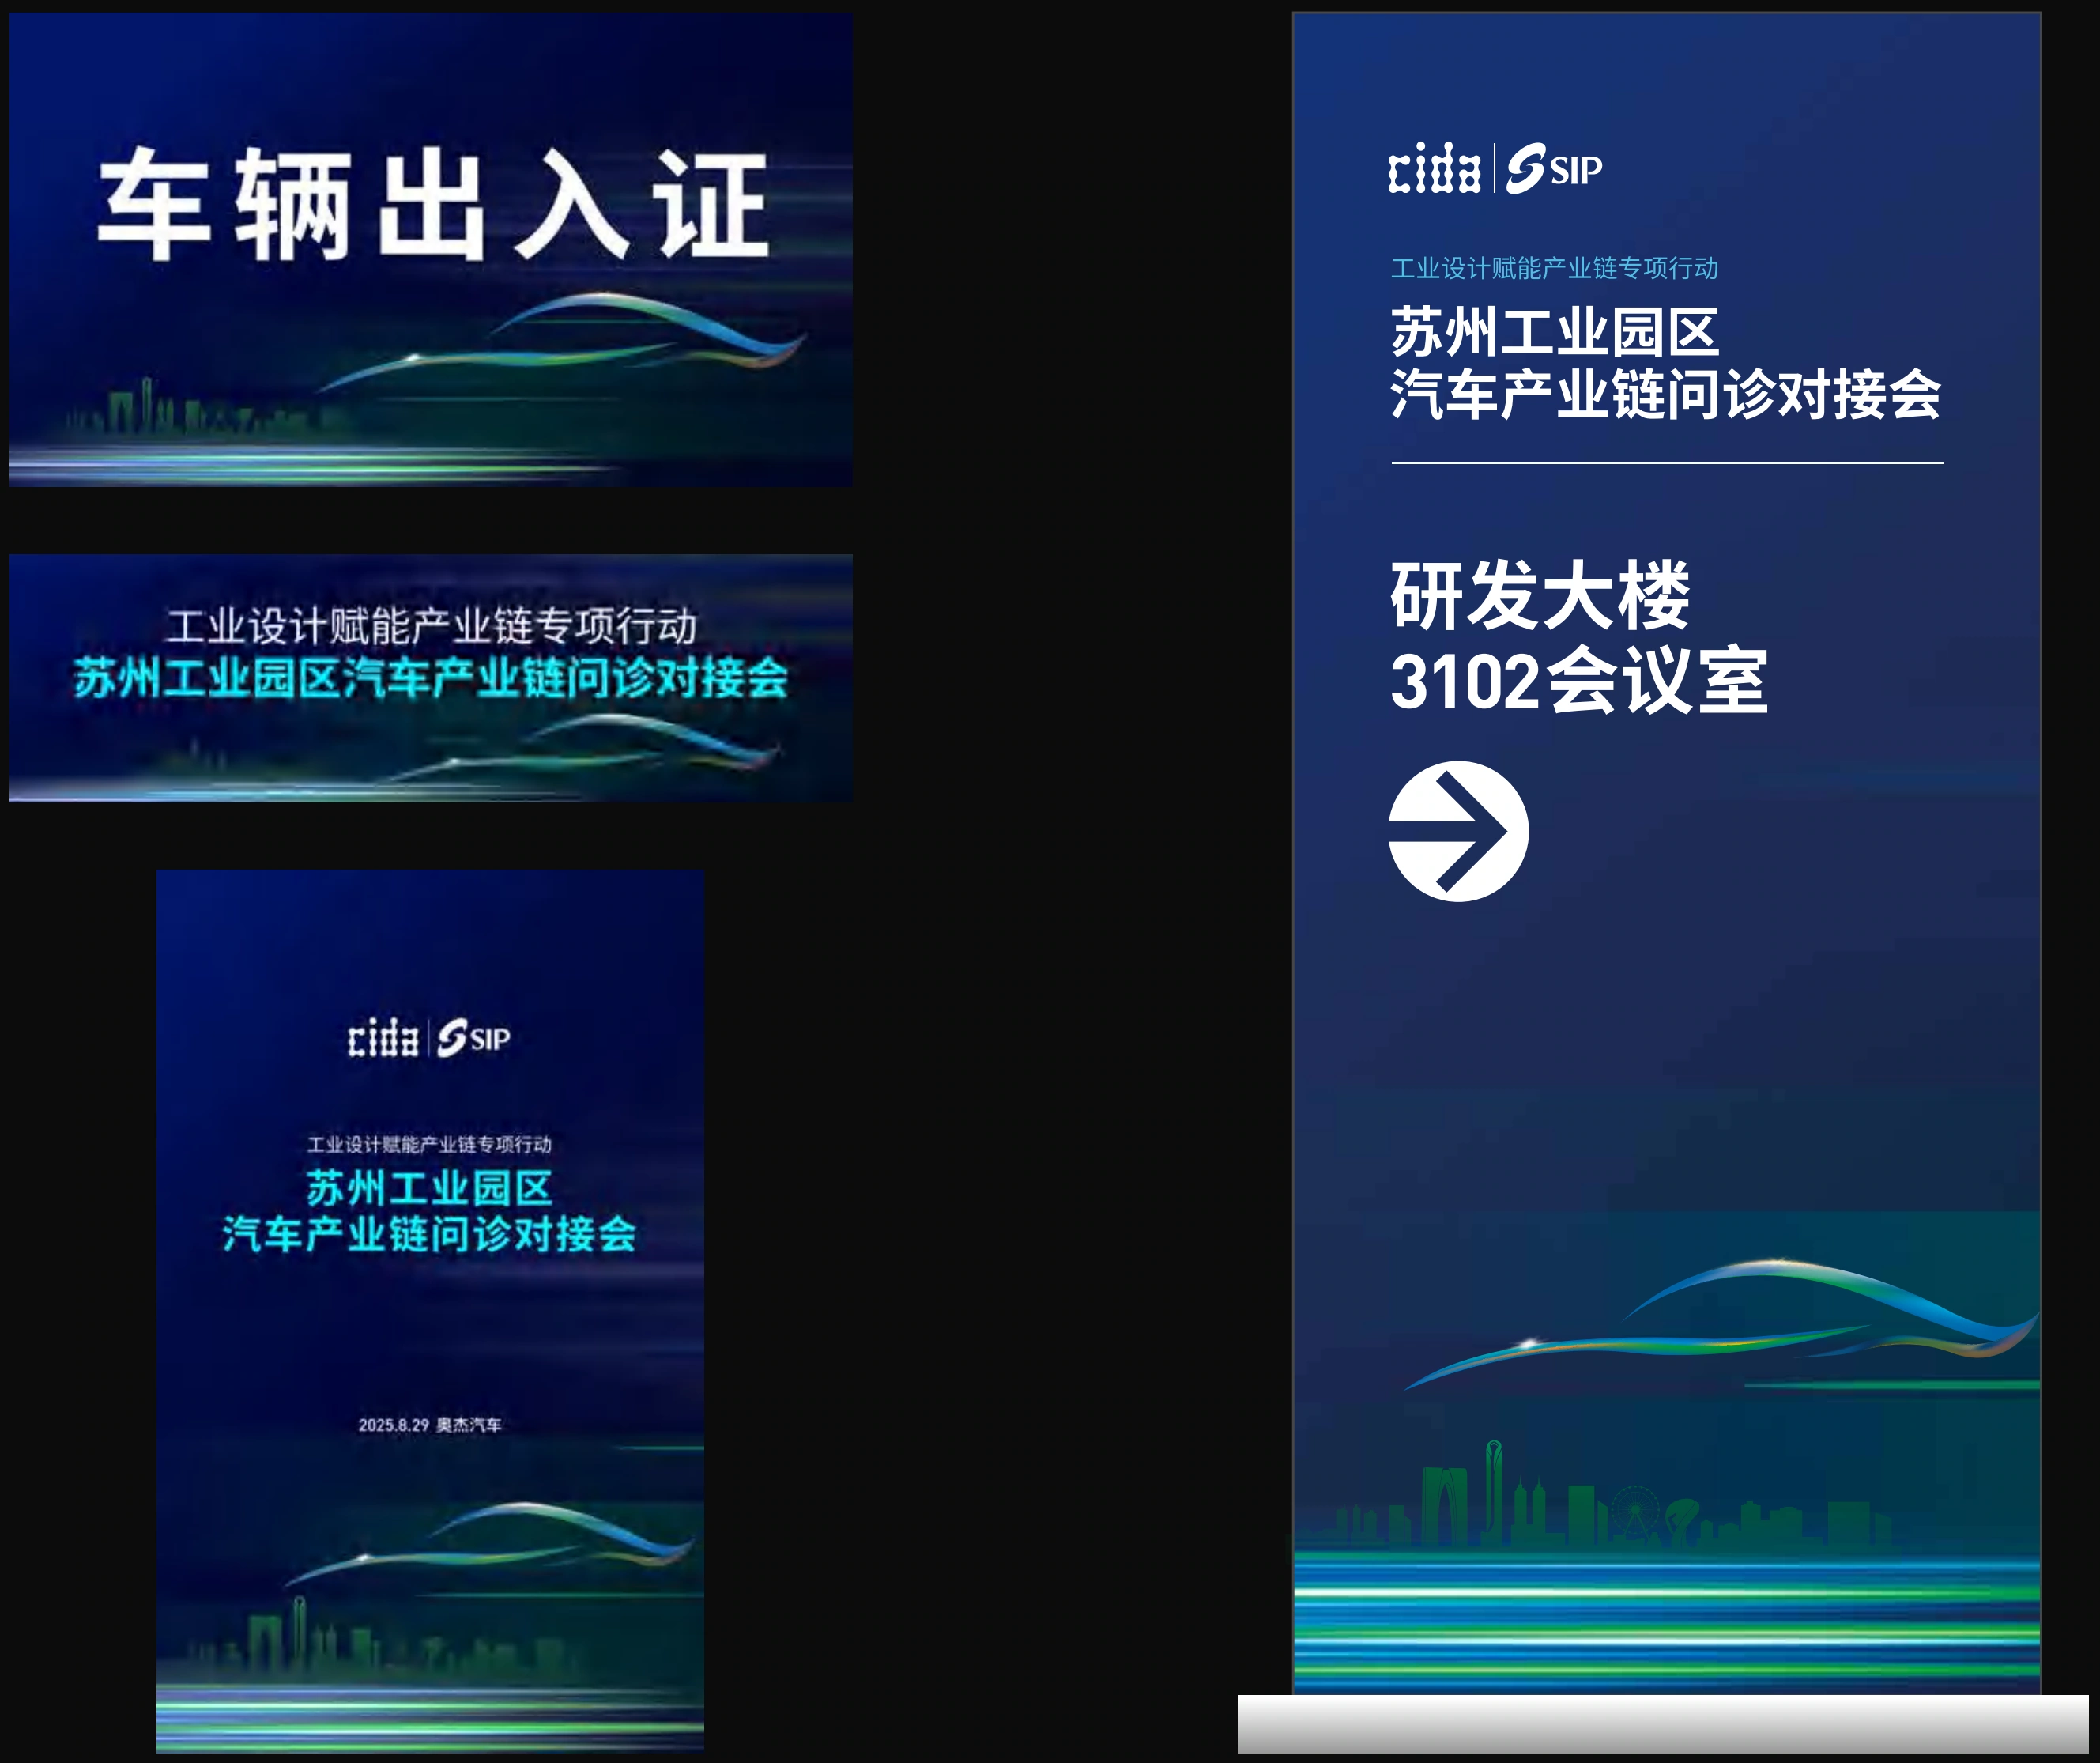 车辆出入证
工业设计赋能产业链专项行动
苏州工业园区汽车产业链问诊对接会
cida SIP
工业设计赋能产业链专项行动
苏州工业园区
汽车产业链问诊对接会
2025.8.29 奥杰汽车
cida SIP
工业设计赋能产业链专项行动
苏州工业园区
汽车产业链问诊对接会
研发大楼
3102会议室